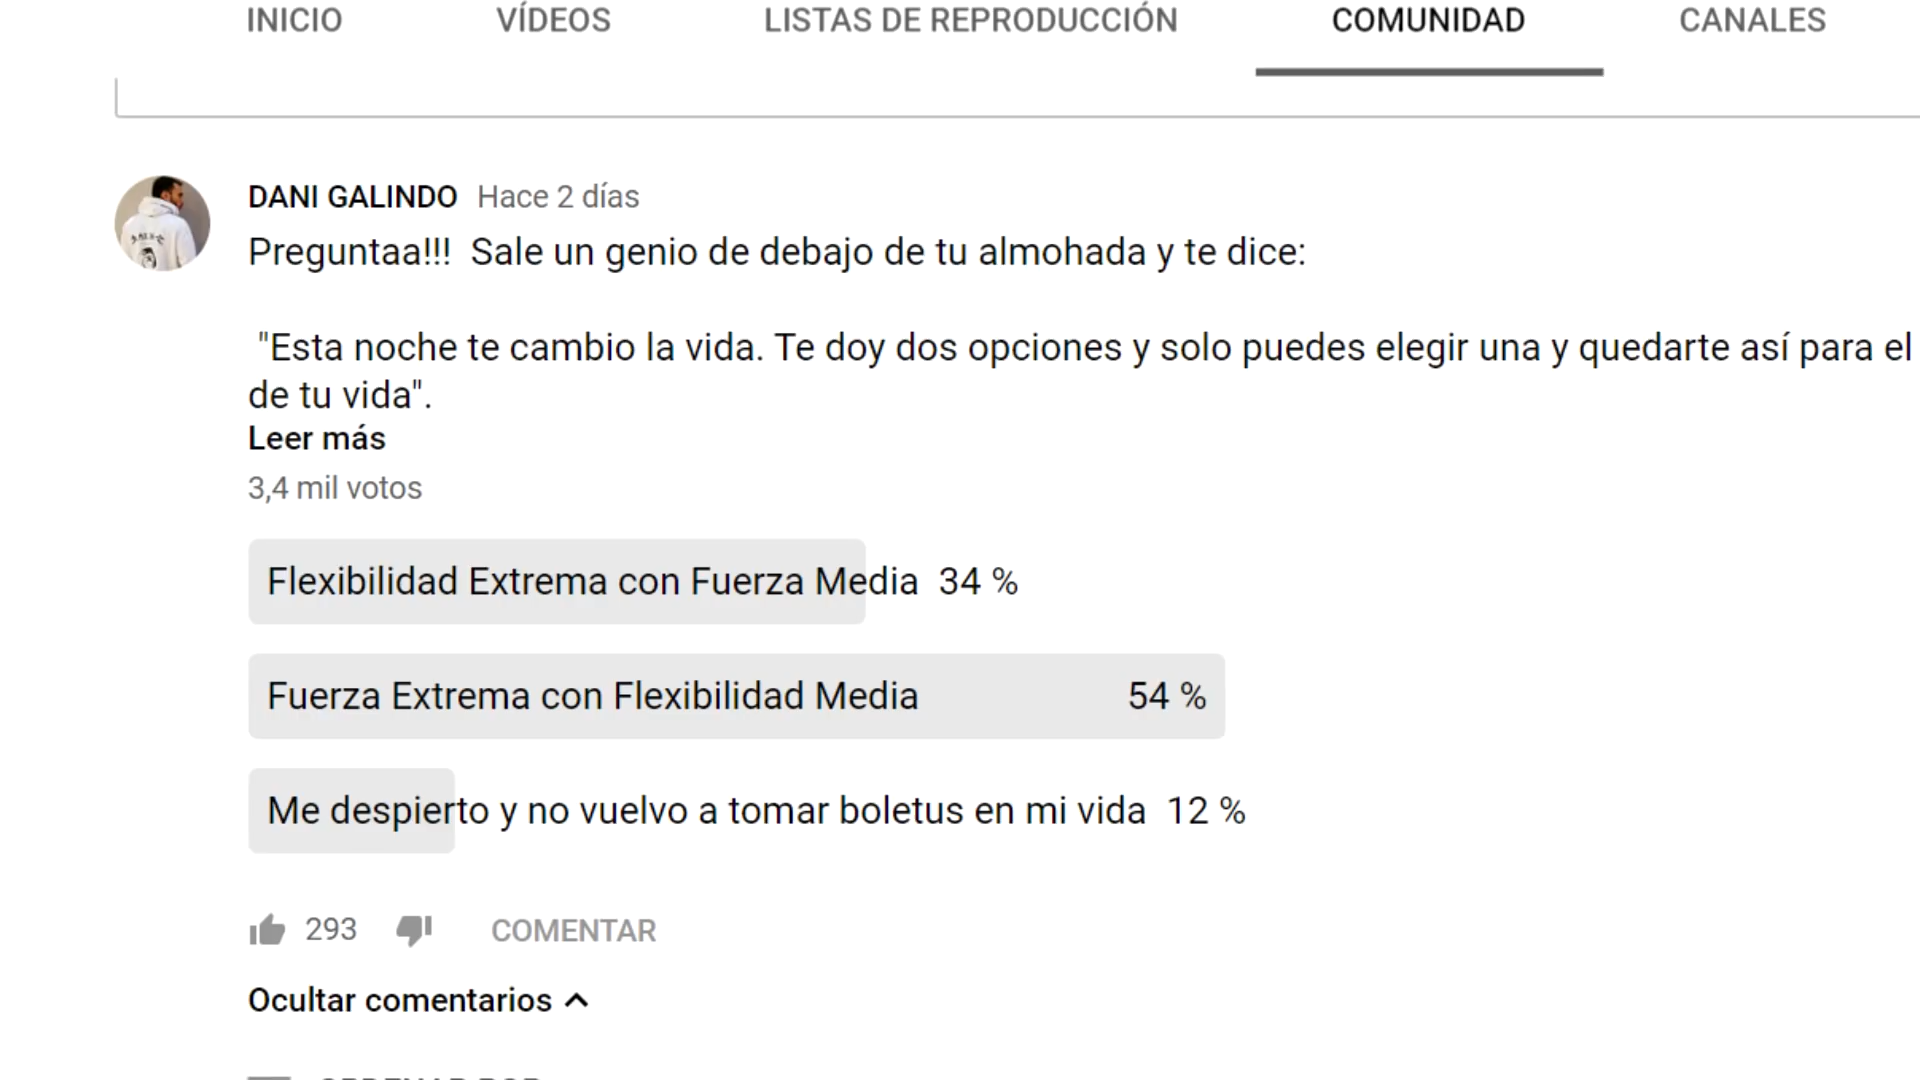 INICIO VÍDEOS LISTAS DE REPRODUCCIÓN COMUNIDAD CANALES
DANI GALINDO Hace 2 días
Preguntaa!!! Sale un genio de debajo de tu almohada y te dice:
"Esta noche te cambio la vida. Te doy dos opciones y solo puedes elegir una y quedarte así para el
de tu vida".
Leer más
3,4 mil votos
Flexibilidad Extrema con Fuerza Media 34 %
Fuerza Extrema con Flexibilidad Media 54 %
Me despierto y no vuelvo a tomar boletus en mi vida 12 %
293 COMENTAR
Ocultar comentarios